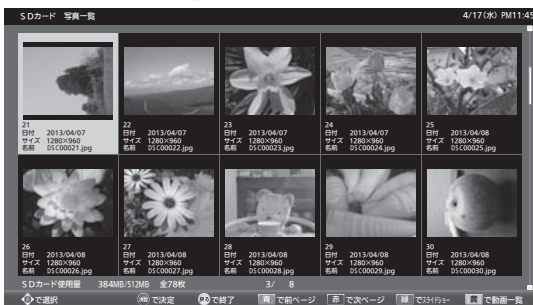 SDカード 写真一覧
4/17(水) PM11:45
21
日付 2013/04/07
サイズ 1280×960
名前 DSC00021.jpg
22
日付 2013/04/07
サイズ 1280×960
名前 DSC00022.jpg
23
日付 2013/04/07
サイズ 1280×960
名前 DSC00023.jpg
24
日付 2013/04/07
サイズ 1280×960
名前 DSC00024.jpg
25
日付 2013/04/08
サイズ 1280×960
名前 DSC00025.jpg
26
日付 2013/04/08
サイズ 1280×960
名前 DSC00026.jpg
27
日付 2013/04/08
サイズ 1280×960
名前 DSC00027.jpg
28
日付 2013/04/08
サイズ 1280×960
名前 DSC00028.jpg
29
日付 2013/04/08
サイズ 1280×960
名前 DSC00029.jpg
30
日付 2013/04/08
サイズ 1280×960
名前 DSC00030.jpg
SDカード使用量 384MB/512MB 全78枚 3/ 8
で選択 決定 で決定 戻る で終了 青 で前ページ 赤 で次ページ 緑 でスライドショー 黄 で動画一覧